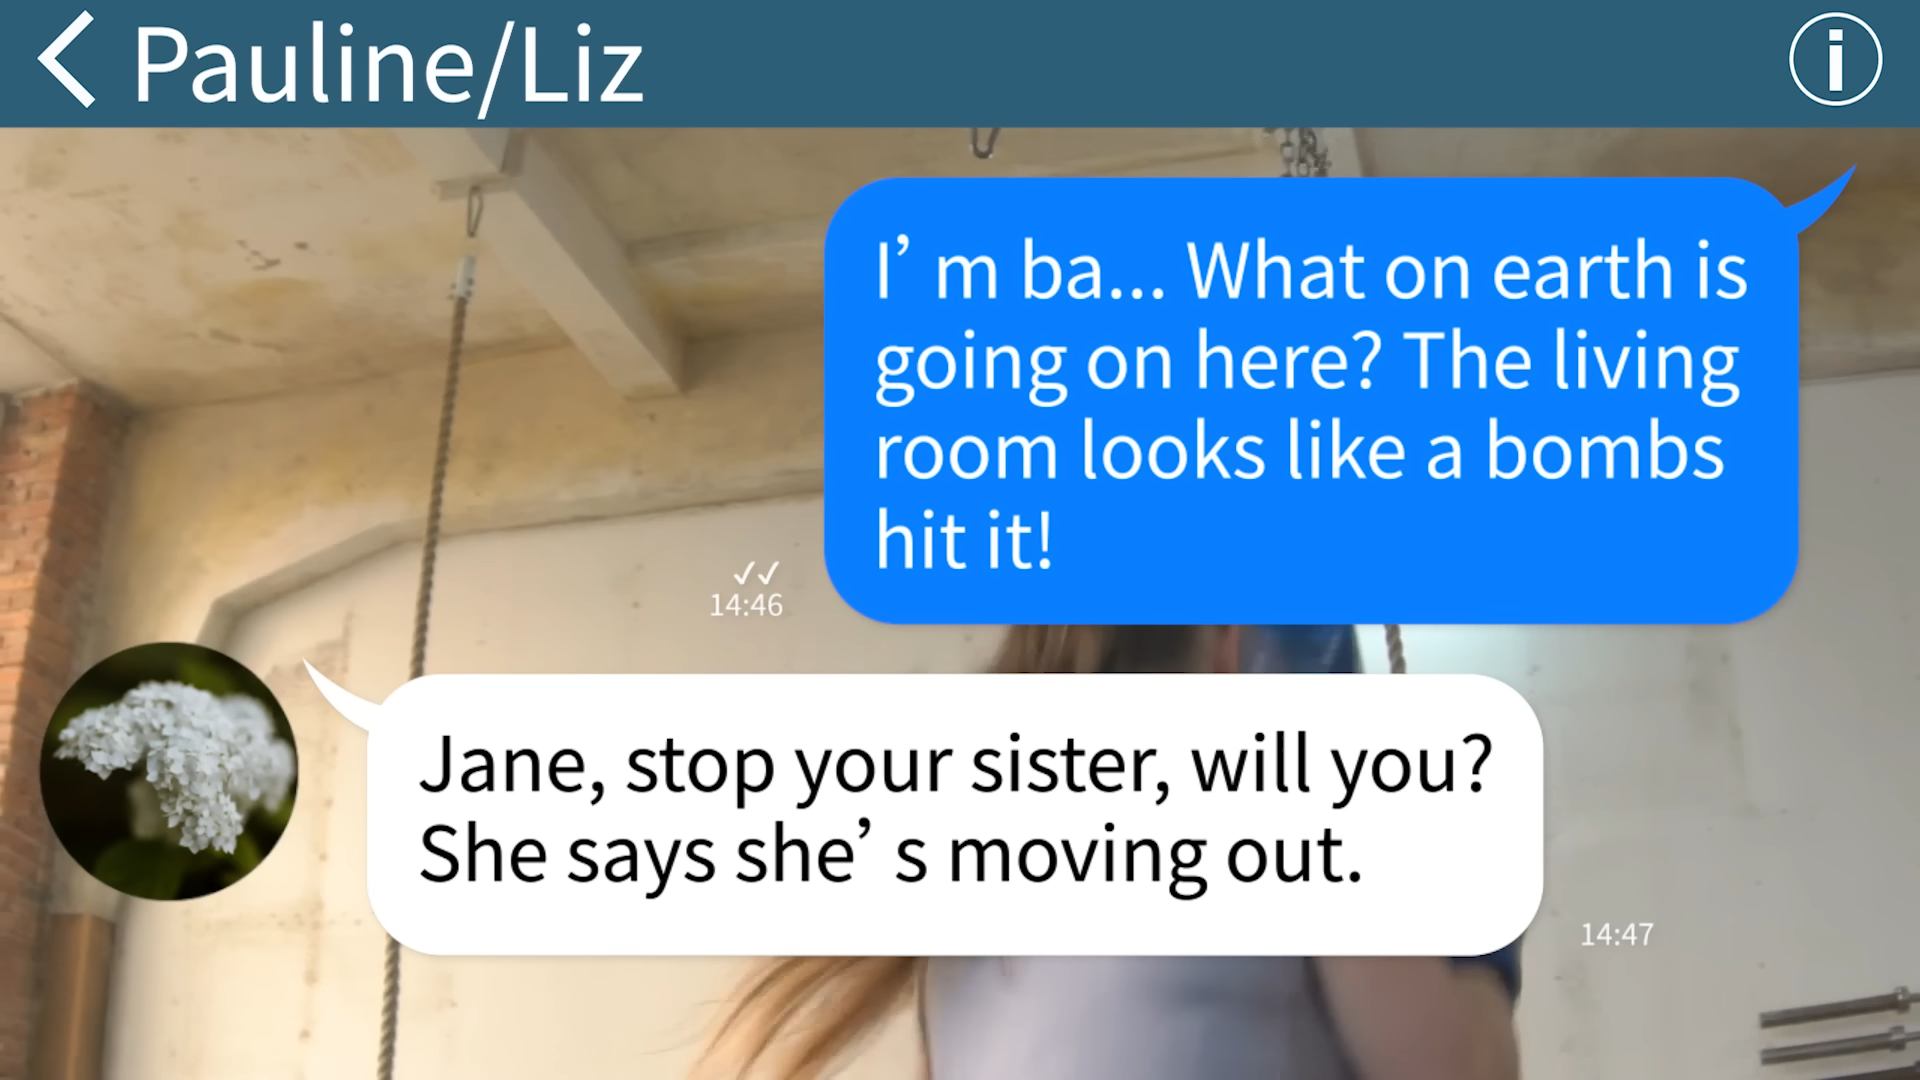 Pauline/Liz
I’m ba... What on earth is
going on here? The living
room looks like a bombs
hit it!
14:46
Jane, stop your sister, will you?
She says she’s moving out.
14:47